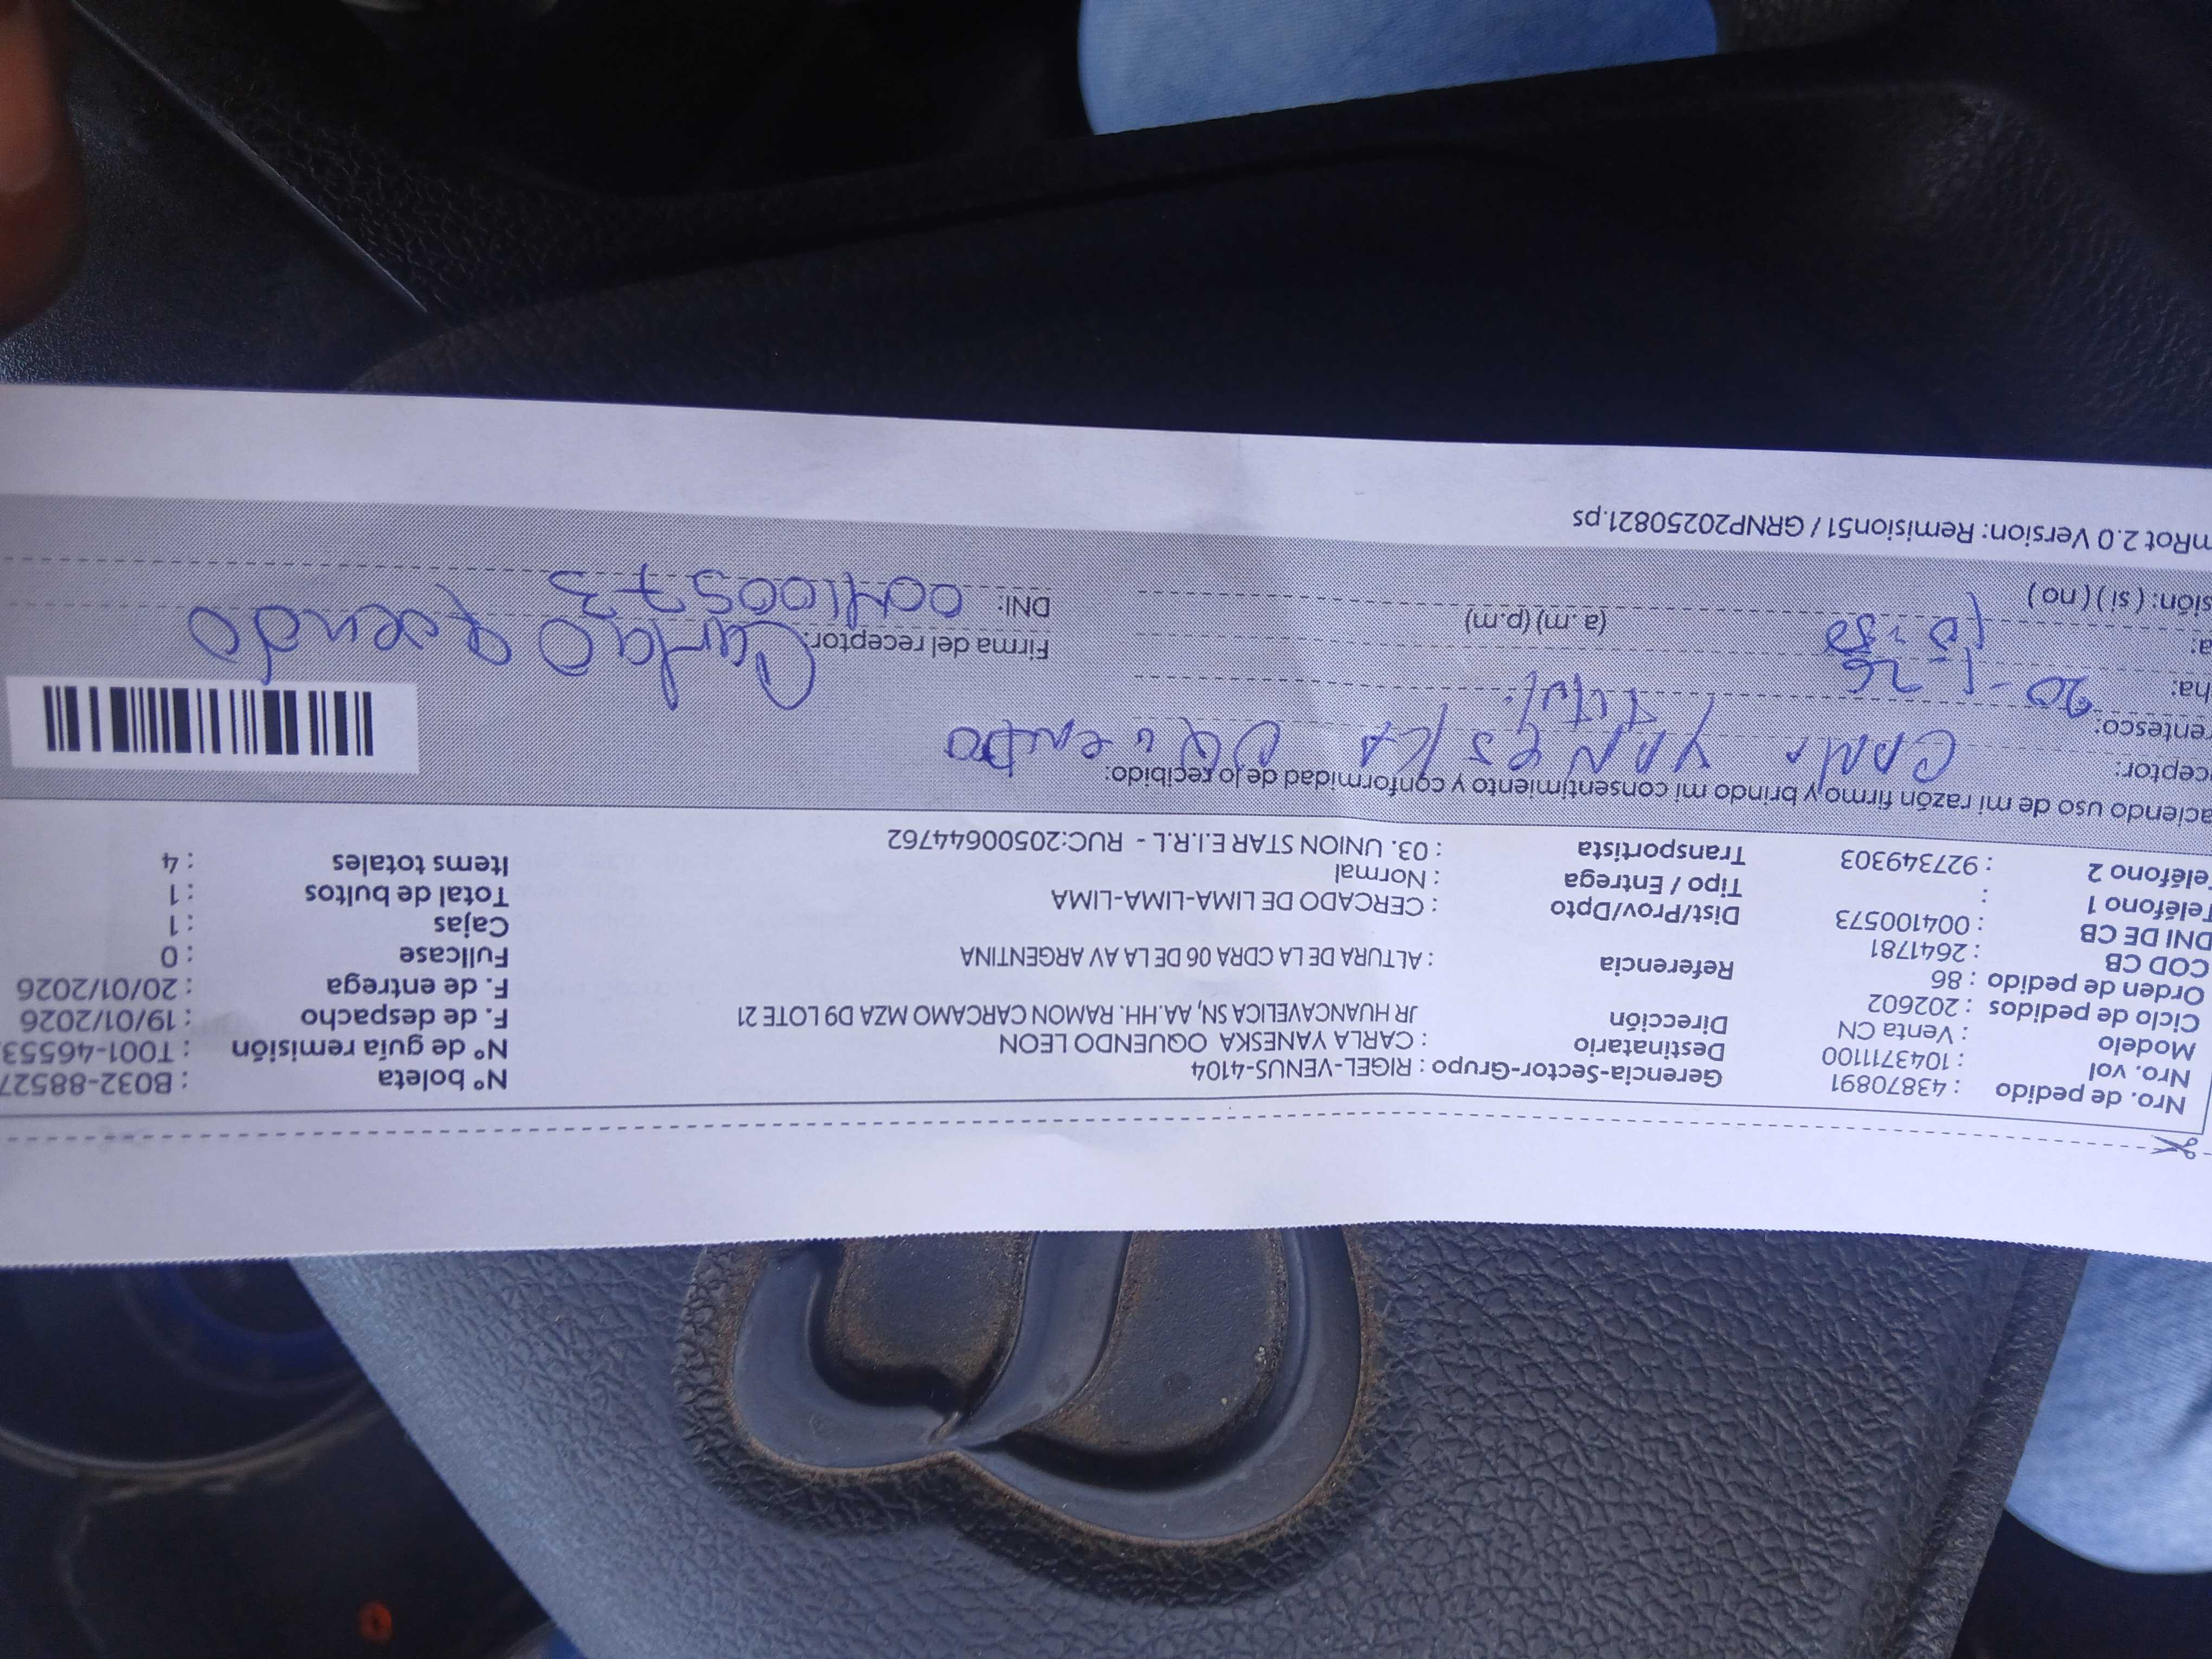 Nro. de pedido : 43870891 Gerencia-Sector-Grupo : RIGEL-VENUS-4104 Nº boleta : B032-88527
Nro. vol : 104371100 Destinatario : CARLA YANESKA OQUENDO LEON Nº de guía remisión : T001-46553
Modelo : Venta CN Dirección JR HUANCAVELICA SN, AA.HH. RAMON CARCAMO MZA D9 LOTE 21 F. de despacho : 19/01/2026
Ciclo de pedidos : 202602 F. de entrega : 20/01/2026
Orden de pedido : 86 Referencia : ALTURA DE LA CDRA 06 DE LA AV ARGENTINA Fullcase : 0
COD CB : 2641781 Cajas : 1
DNI DE CB : 004100573 Dist/Prov/Dpto : CERCADO DE LIMA-LIMA-LIMA Total de bultos : 1
Teléfono 1 : Tipo / Entrega : Normal Items totales : 4
Teléfono 2 : 927349303 Transportista : 03. UNION STAR E.I.R.L - RUC:20500644762
aciendo uso de mi razón firmo y brindo mi consentimiento y conformidad de lo recibido:
ceptor: CARLA YANESKA OQUENDO
entesco: Titul.
ha: 20-1-26 Firma del receptor: Carla Oquendo
a: (a.m) (p.m) DNI: 004100573
sión: ( si ) ( no )
mRot 2.0 Version: Remision51 / GRNP20250821.ps